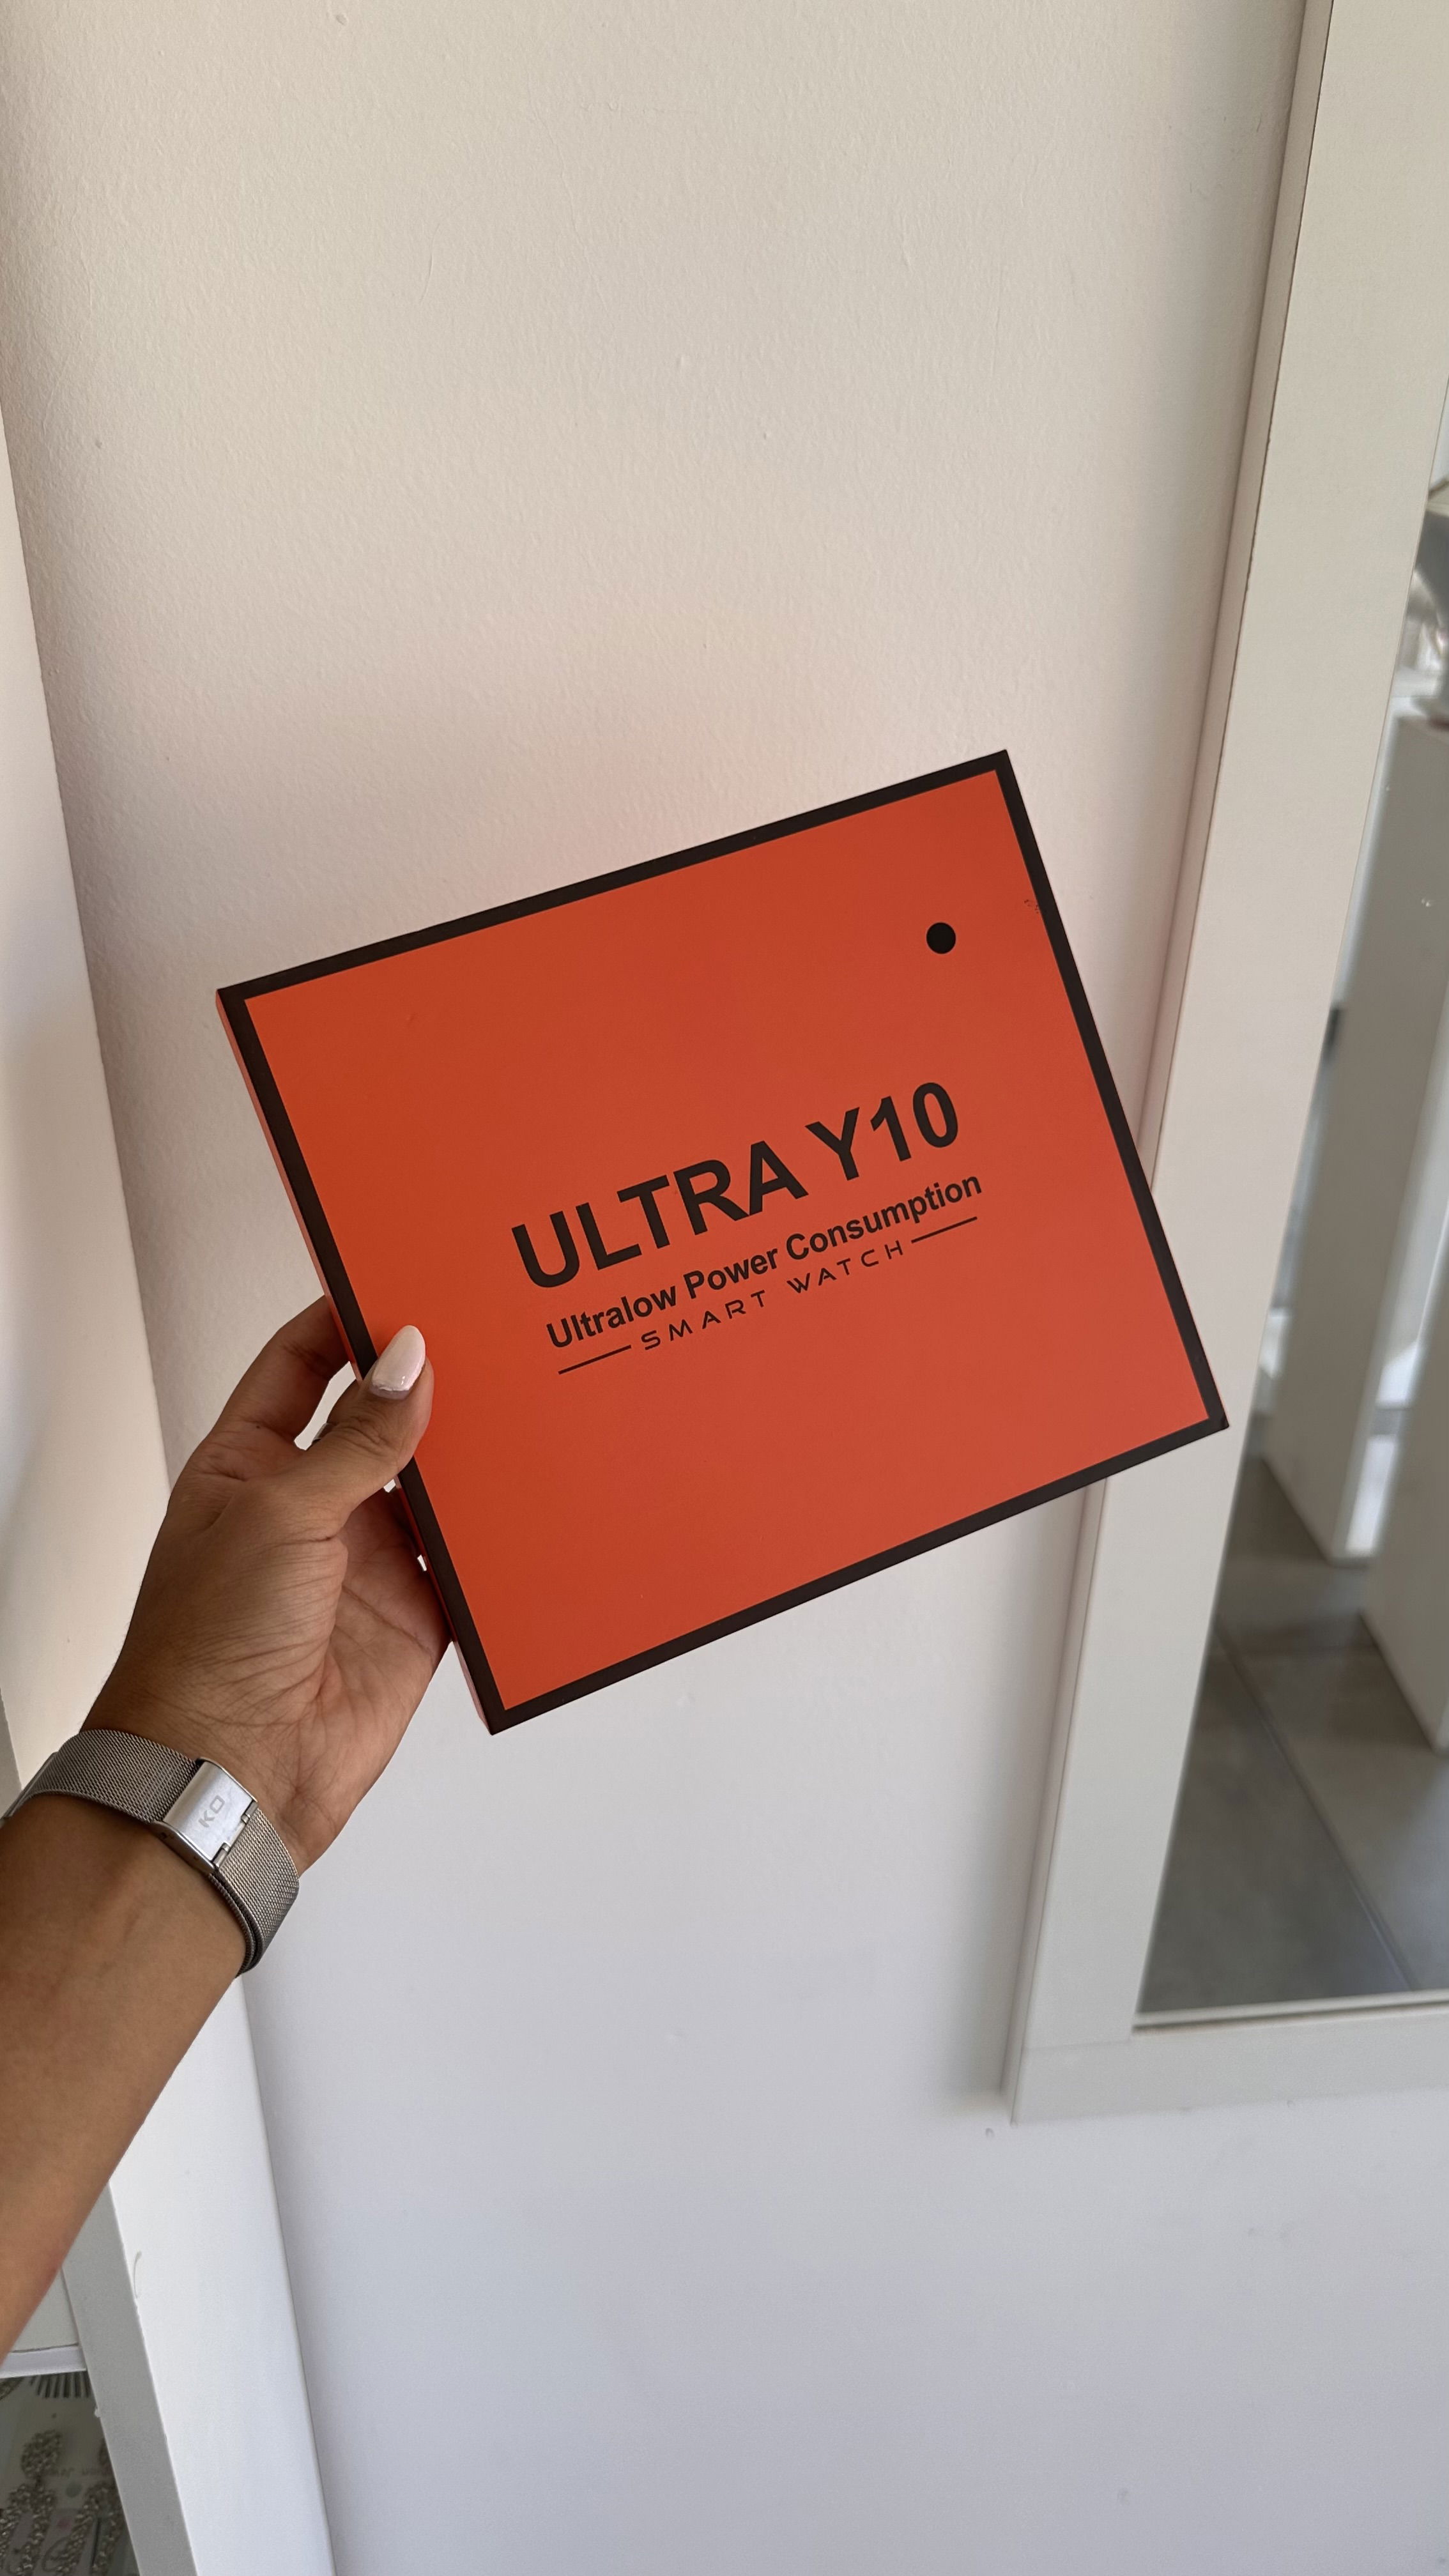 ULTRA Y10
Ultralow Power Consumption
SMART WATCH
KO